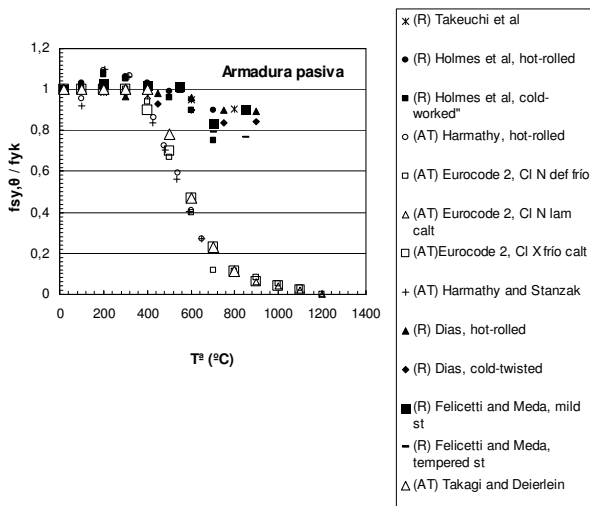 Armadura pasiva
fsy,θ / fyk
1,2
1
0,8
0,6
0,4
0,2
0
0 200 400 600 800 1000 1200 1400
Tª (ºC)
(R) Takeuchi et al
(R) Holmes et al, hot-rolled
(R) Holmes et al, cold-
worked"
(AT) Harmathy, hot-rolled
(AT) Eurocode 2, Cl N def frío
(AT) Eurocode 2, Cl N lam
calt
(AT)Eurocode 2, Cl X frío calt
(AT) Harmathy and Stanzak
(R) Dias, hot-rolled
(R) Dias, cold-twisted
(R) Felicetti and Meda, mild
st
(R) Felicetti and Meda,
tempered st
(AT) Takagi and Deierlein